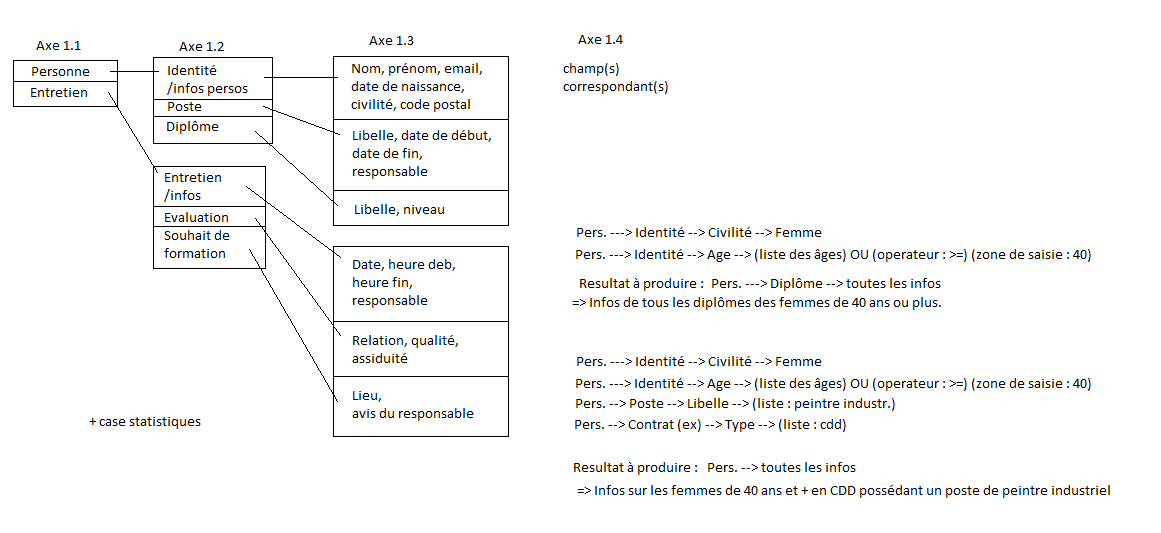 Axe 1.1
Axe 1.2
Axe 1.3
Axe 1.4
Personne
Entretien
Identité
/infos persos
Poste
Diplôme
Entretien
/infos
Evaluation
Souhait de
formation
Nom, prénom, email,
date de naissance,
civilité, code postal
Libelle, date de début,
date de fin,
responsable
Libelle, niveau
Date, heure deb,
heure fin,
responsable
Relation, qualité,
assiduité
Lieu,
avis du responsable
+ case statistiques
champ(s)
correspondant(s)
Pers. ---> Identité --> Civilité --> Femme
Pers. ---> Identité --> Age --> (liste des âges) OU (operateur : >=) (zone de saisie : 40)
Resultat à produire : Pers. ---> Diplôme --> toutes les infos
=> Infos de tous les diplômes des femmes de 40 ans ou plus.
Pers. ---> Identité --> Civilité --> Femme
Pers. ---> Identité --> Age --> (liste des âges) OU (operateur : >=) (zone de saisie : 40)
Pers. --> Poste --> Libelle --> (liste : peintre industr.)
Pers. --> Contrat (ex) --> Type --> (liste : cdd)
Resultat à produire : Pers. --> toutes les infos
=> Infos sur les femmes de 40 ans et + en CDD possédant un poste de peintre industriel